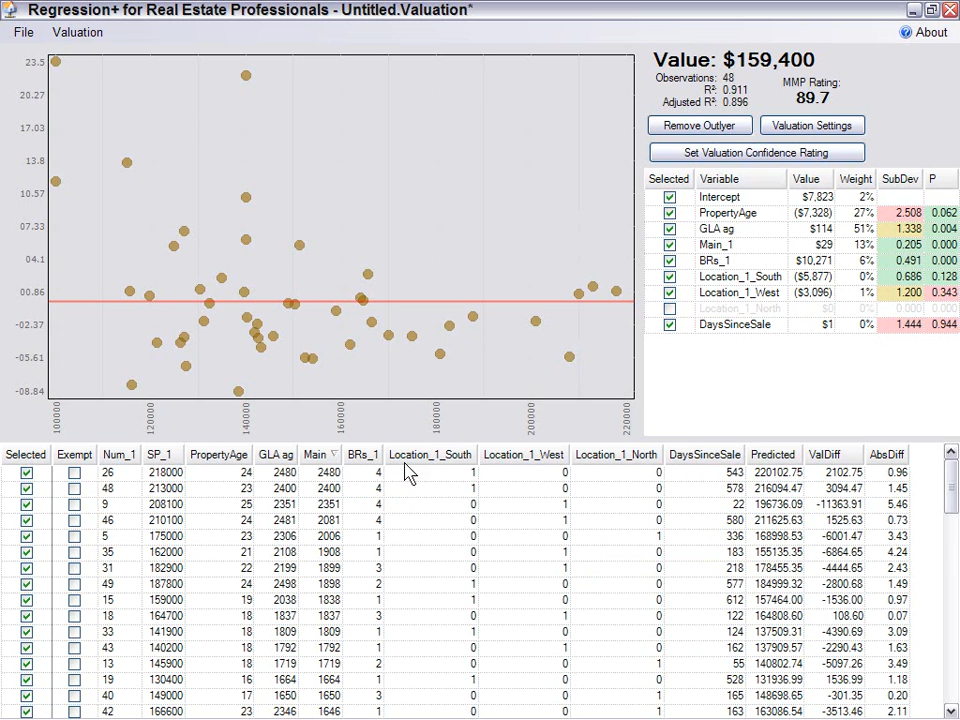 Regression+ for Real Estate Professionals - Untitled.Valuation*
File Valuation About
23.5
20.27
17.03
13.8
10.57
07.33
04.1
00.86
-02.37
-05.61
-08.84
100000 120000 140000 160000 180000 200000 220000
Value: $159,400
Observations: 48
R²: 0.911
Adjusted R²: 0.896
MMP Rating:
89.7
Remove Outlyer Valuation Settings
Set Valuation Confidence Rating
Selected Variable Value Weight SubDev P
Intercept $7,823 2%
PropertyAge ($7,328) 27% 2.508 0.062
GLA ag $114 51% 1.338 0.004
Main_1 $29 13% 0.205 0.000
BRs_1 $10,271 6% 0.491 0.000
Location_1_South ($5,877) 0% 0.686 0.128
Location_1_West ($3,096) 1% 1.200 0.343
Location_1_North $0 0% 0.000 0.000
DaysSinceSale $1 0% 1.444 0.944
Selected Exempt Num_1 SP_1 PropertyAge GLA ag Main BRs_1 Location_1_South Location_1_West Location_1_North DaysSinceSale Predicted ValDiff AbsDiff
26 218000 24 2480 2480 4 1 0 0 543 220102.75 2102.75 0.96
48 213000 23 2400 2400 4 1 0 0 578 216094.47 3094.47 1.45
9 208100 25 2351 2351 4 0 1 0 22 196736.09 -11363.91 5.46
46 210100 24 2481 2081 4 0 1 0 580 211625.63 1525.63 0.73
5 175000 23 2306 2006 1 0 0 1 336 168998.53 -6001.47 3.43
35 162000 21 2108 1908 1 0 1 0 183 155135.35 -6864.65 4.24
31 182900 22 2199 1899 3 0 1 0 218 178455.35 -4444.65 2.43
49 187800 24 2498 1898 2 1 0 0 577 184999.32 -2800.68 1.49
15 159000 19 2038 1838 1 1 0 0 612 157464.00 -1536.00 0.97
18 164700 18 1837 1837 3 0 1 0 122 164808.60 108.60 0.07
33 141900 18 1809 1809 1 1 0 0 124 137509.31 -4390.69 3.09
43 140200 18 1792 1792 1 0 1 0 162 137909.57 -2290.43 1.63
13 145900 18 1719 1719 2 0 0 1 55 140802.74 -5097.26 3.49
19 130400 16 1664 1664 1 1 0 0 528 131936.99 1536.99 1.18
40 149000 17 1650 1650 3 0 0 1 165 148698.65 -301.35 0.20
42 166600 23 2346 1646 1 0 0 1 163 163086.54 -3513.46 2.11